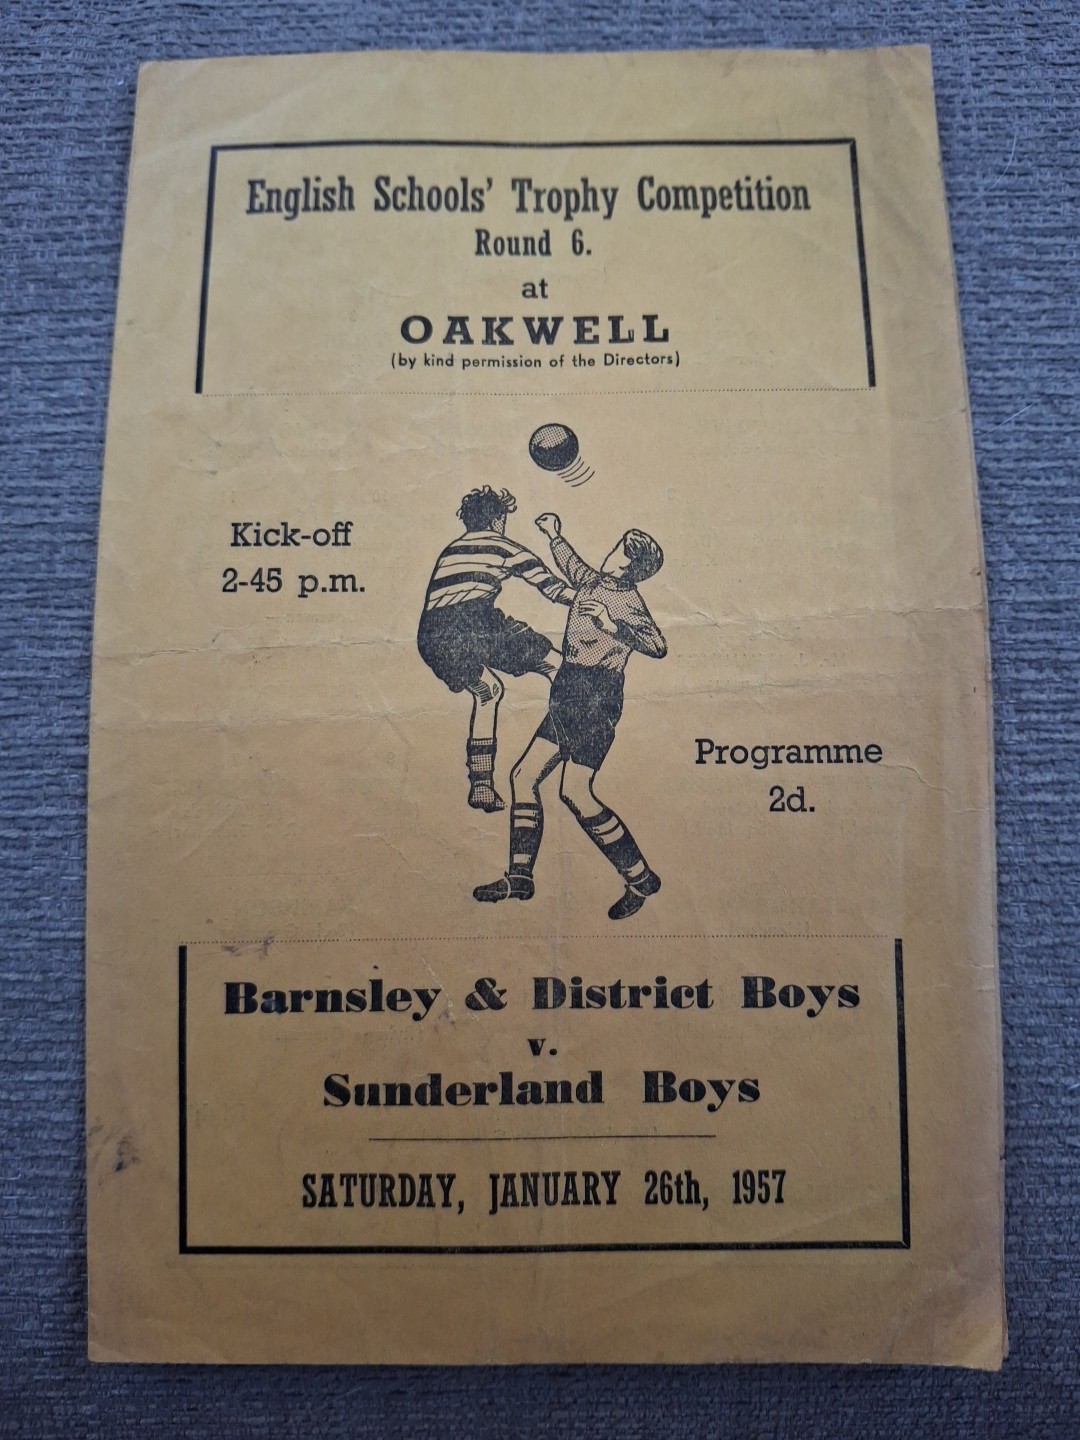 English Schools' Trophy Competition
Round 6.
at
OAKWELL
(by kind permission of the Directors)
Kick-off
2-45 p.m.
Programme
2d.
Barnsley & District Boys
v.
Sunderland Boys
SATURDAY, JANUARY 26th, 1957